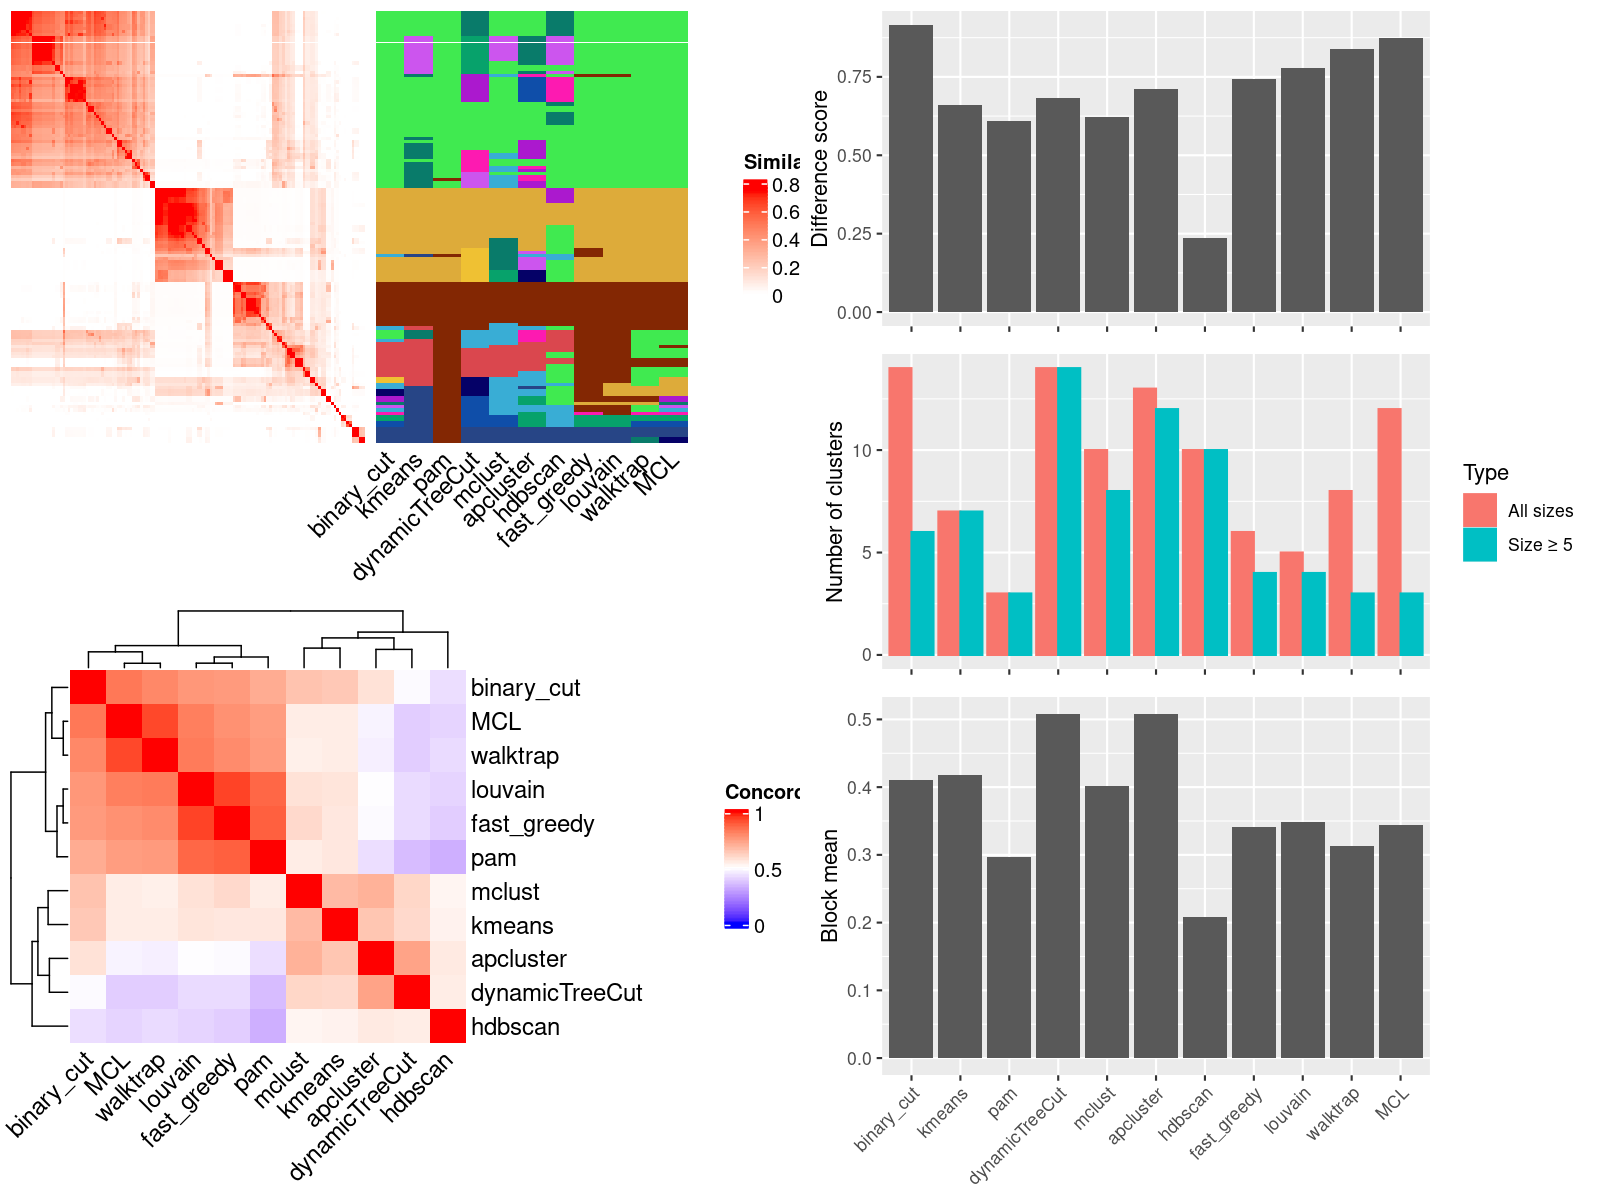 Simila
0.8
0.6
0.4
0.2
0
binary_cut
kmeans
pam
dynamicTreeCut
mclust
apcluster
hdbscan
fast_greedy
louvain
walktrap
MCL
Difference score
0.75
0.50
0.25
0.00
Number of clusters
10
5
0
Type
All sizes
Size ≥ 5
binary_cut
MCL
walktrap
louvain
fast_greedy
pam
mclust
kmeans
apcluster
dynamicTreeCut
hdbscan
binary_cut
MCL
walktrap
louvain
fast_greedy
pam
mclust
kmeans
apcluster
dynamicTreeCut
hdbscan
Concord
1
0.5
0
Block mean
0.5
0.4
0.3
0.2
0.1
0.0
binary_cut
kmeans
pam
dynamicTreeCut
mclust
apcluster
hdbscan
fast_greedy
louvain
walktrap
MCL